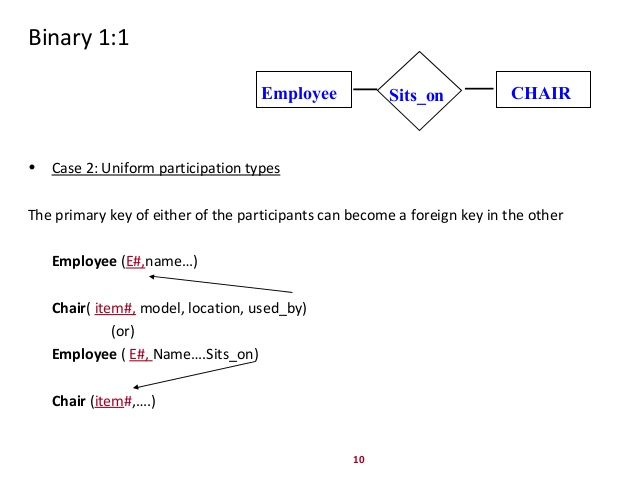 Binary 1:1
Employee
Sits_on
CHAIR
• Case 2: Uniform participation types
The primary key of either of the participants can become a foreign key in the other
Employee (E#,name…)
Chair( item#, model, location, used_by)
(or)
Employee ( E#, Name….Sits_on)
Chair (item#,….)
10